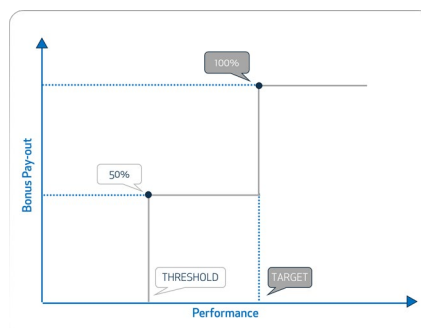 100%
50%
Bonus Pay-out
THRESHOLD
TARGET
Performance